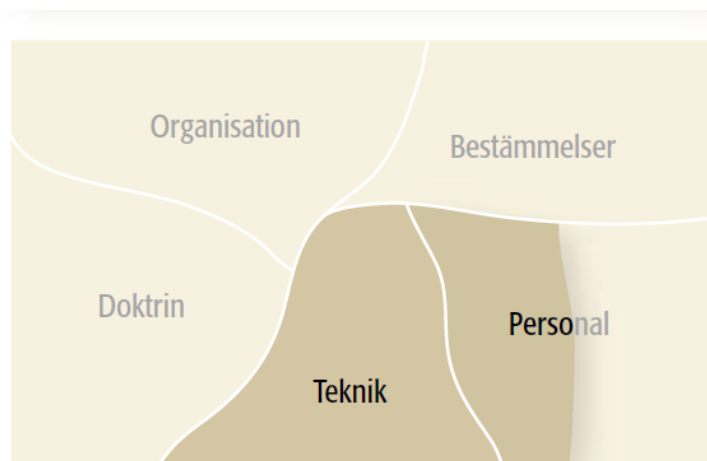 Organisation
Bestämmelser
Doktrin
Personal
Teknik